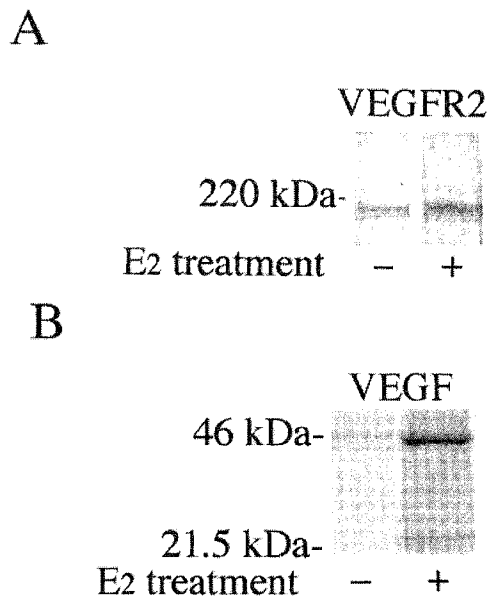 A
VEGFR2
220 kDa-
E2 treatment − +
B
VEGF
46 kDa-
21.5 kDa-
E2 treatment − +